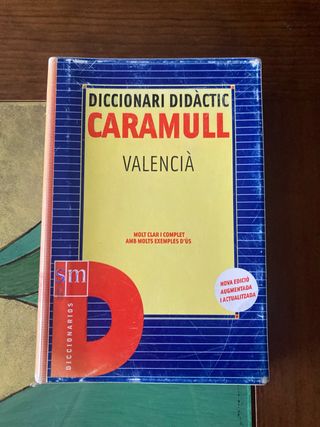 DICCIONARI DIDÀCTIC
CARAMULL
VALENCIÀ
MOLT CLAR I COMPLET
AMB MOLTS EXEMPLES D'ÚS
NOVA EDICIÓ
AUGMENTADA
I ACTUALITZADA
sm
DICCIONARIOS